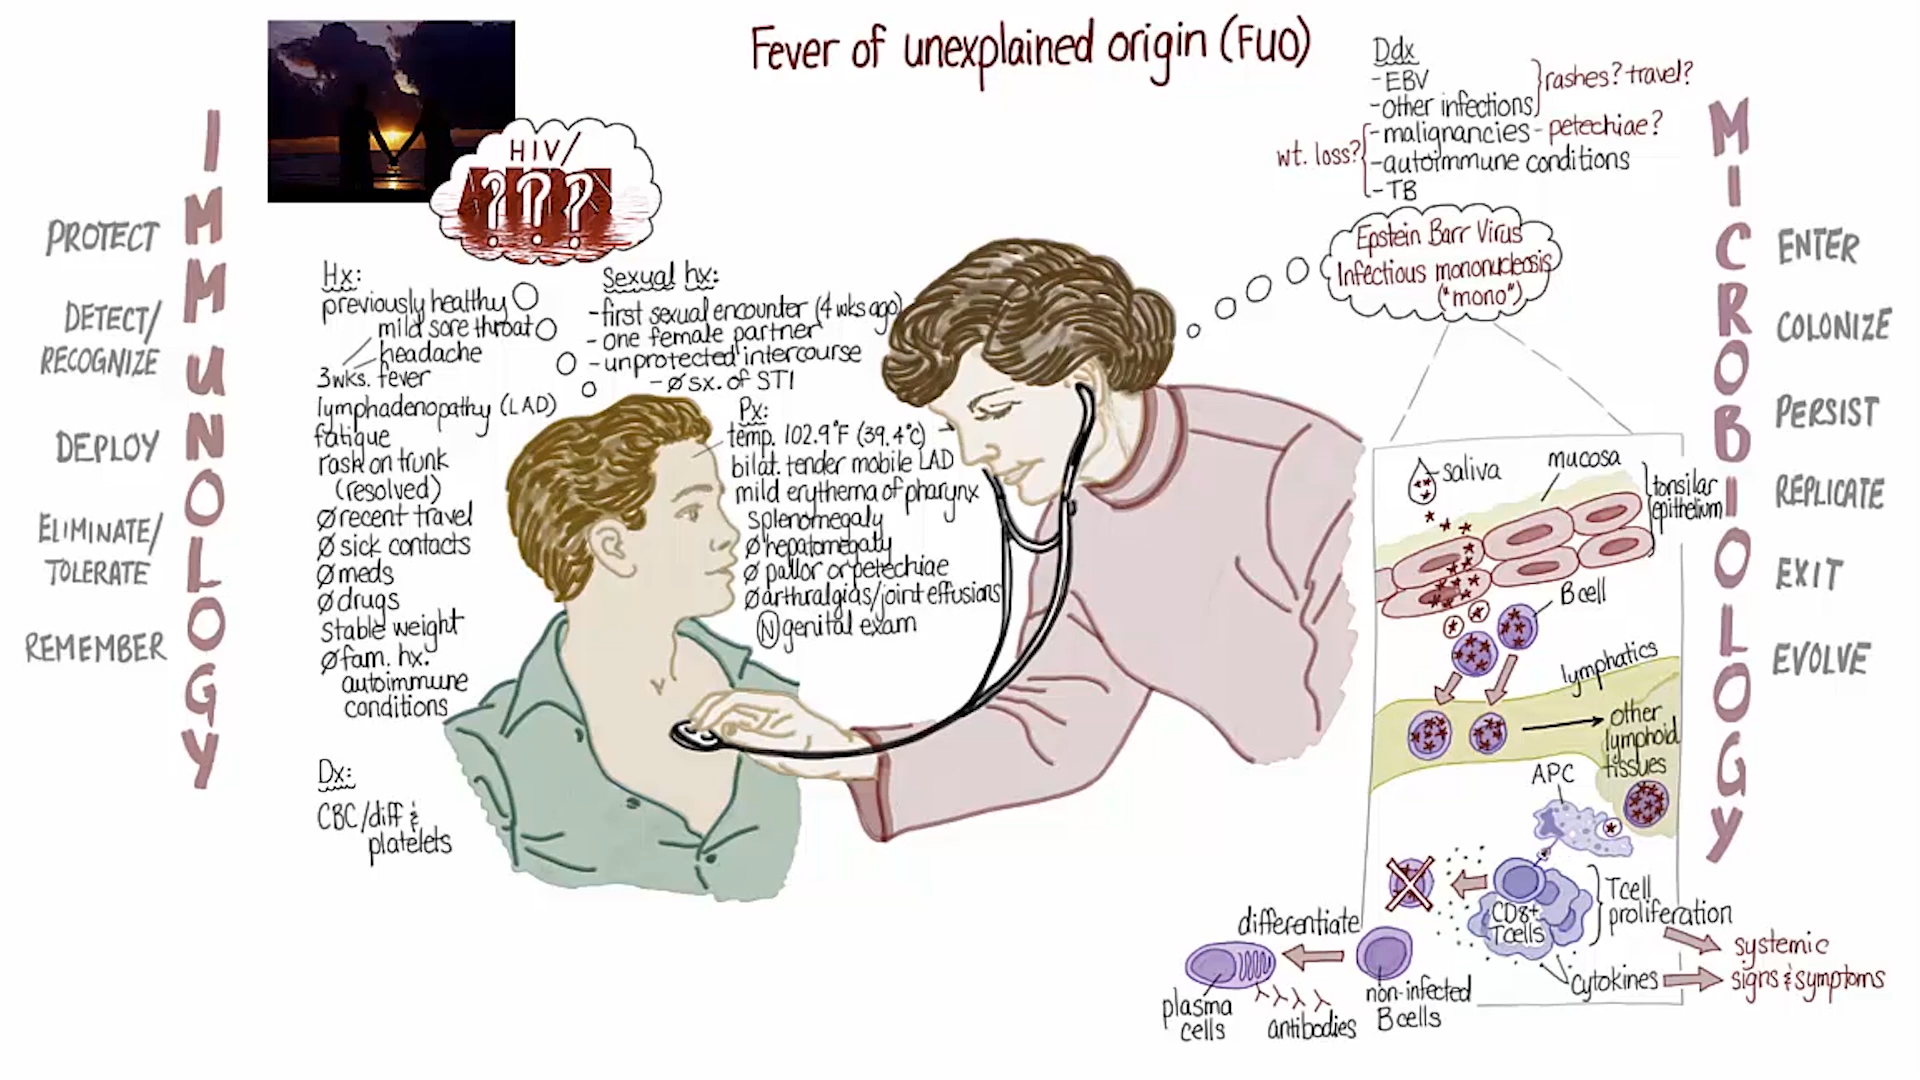 Fever of unexplained origin (FUO)
IMMUNOLOGY
PROTECT
DETECT/
RECOGNIZE
DEPLOY
ELIMINATE/
TOLERATE
REMEMBER
HIV/
???
Hx:
previously healthy
mild sore throat
headache
3wks. fever
lymphadenopathy (LAD)
fatigue
rash on trunk
(resolved)
Ø recent travel
Ø sick contacts
Ø meds
Ø drugs
stable weight
Ø fam. hx.
autoimmune
conditions
Dx:
CBC/diff &
platelets
Sexual hx:
-first sexual encounter (4 wks ago)
- one female partner
- unprotected intercourse
- Ø sx. of STI
Px:
temp. 102.9°F (39.4°C)
bilat. tender mobile LAD
mild erythema of pharynx
splenomegaly
Ø hepatomegaly
Ø pallor or petechiae
Ø arthralgias/joint effusions
N genital exam
Ddx
-EBV
-other infections } rashes? travel?
-malignancies - petechiae?
wt. loss? { -autoimmune conditions
-TB
Epstein Barr Virus
Infectious mononucleosis
("mono")
saliva
mucosa
tonsilar
epithelium
B cell
lymphatics
other
lymphoid
tissues
APC
CD8+
Tcells
Tcell
proliferation
cytokines
systemic
signs & symptoms
differentiate
plasma
cells
antibodies
non-infected
B cells
MICROBIOLOGY
ENTER
COLONIZE
PERSIST
REPLICATE
EXIT
EVOLVE